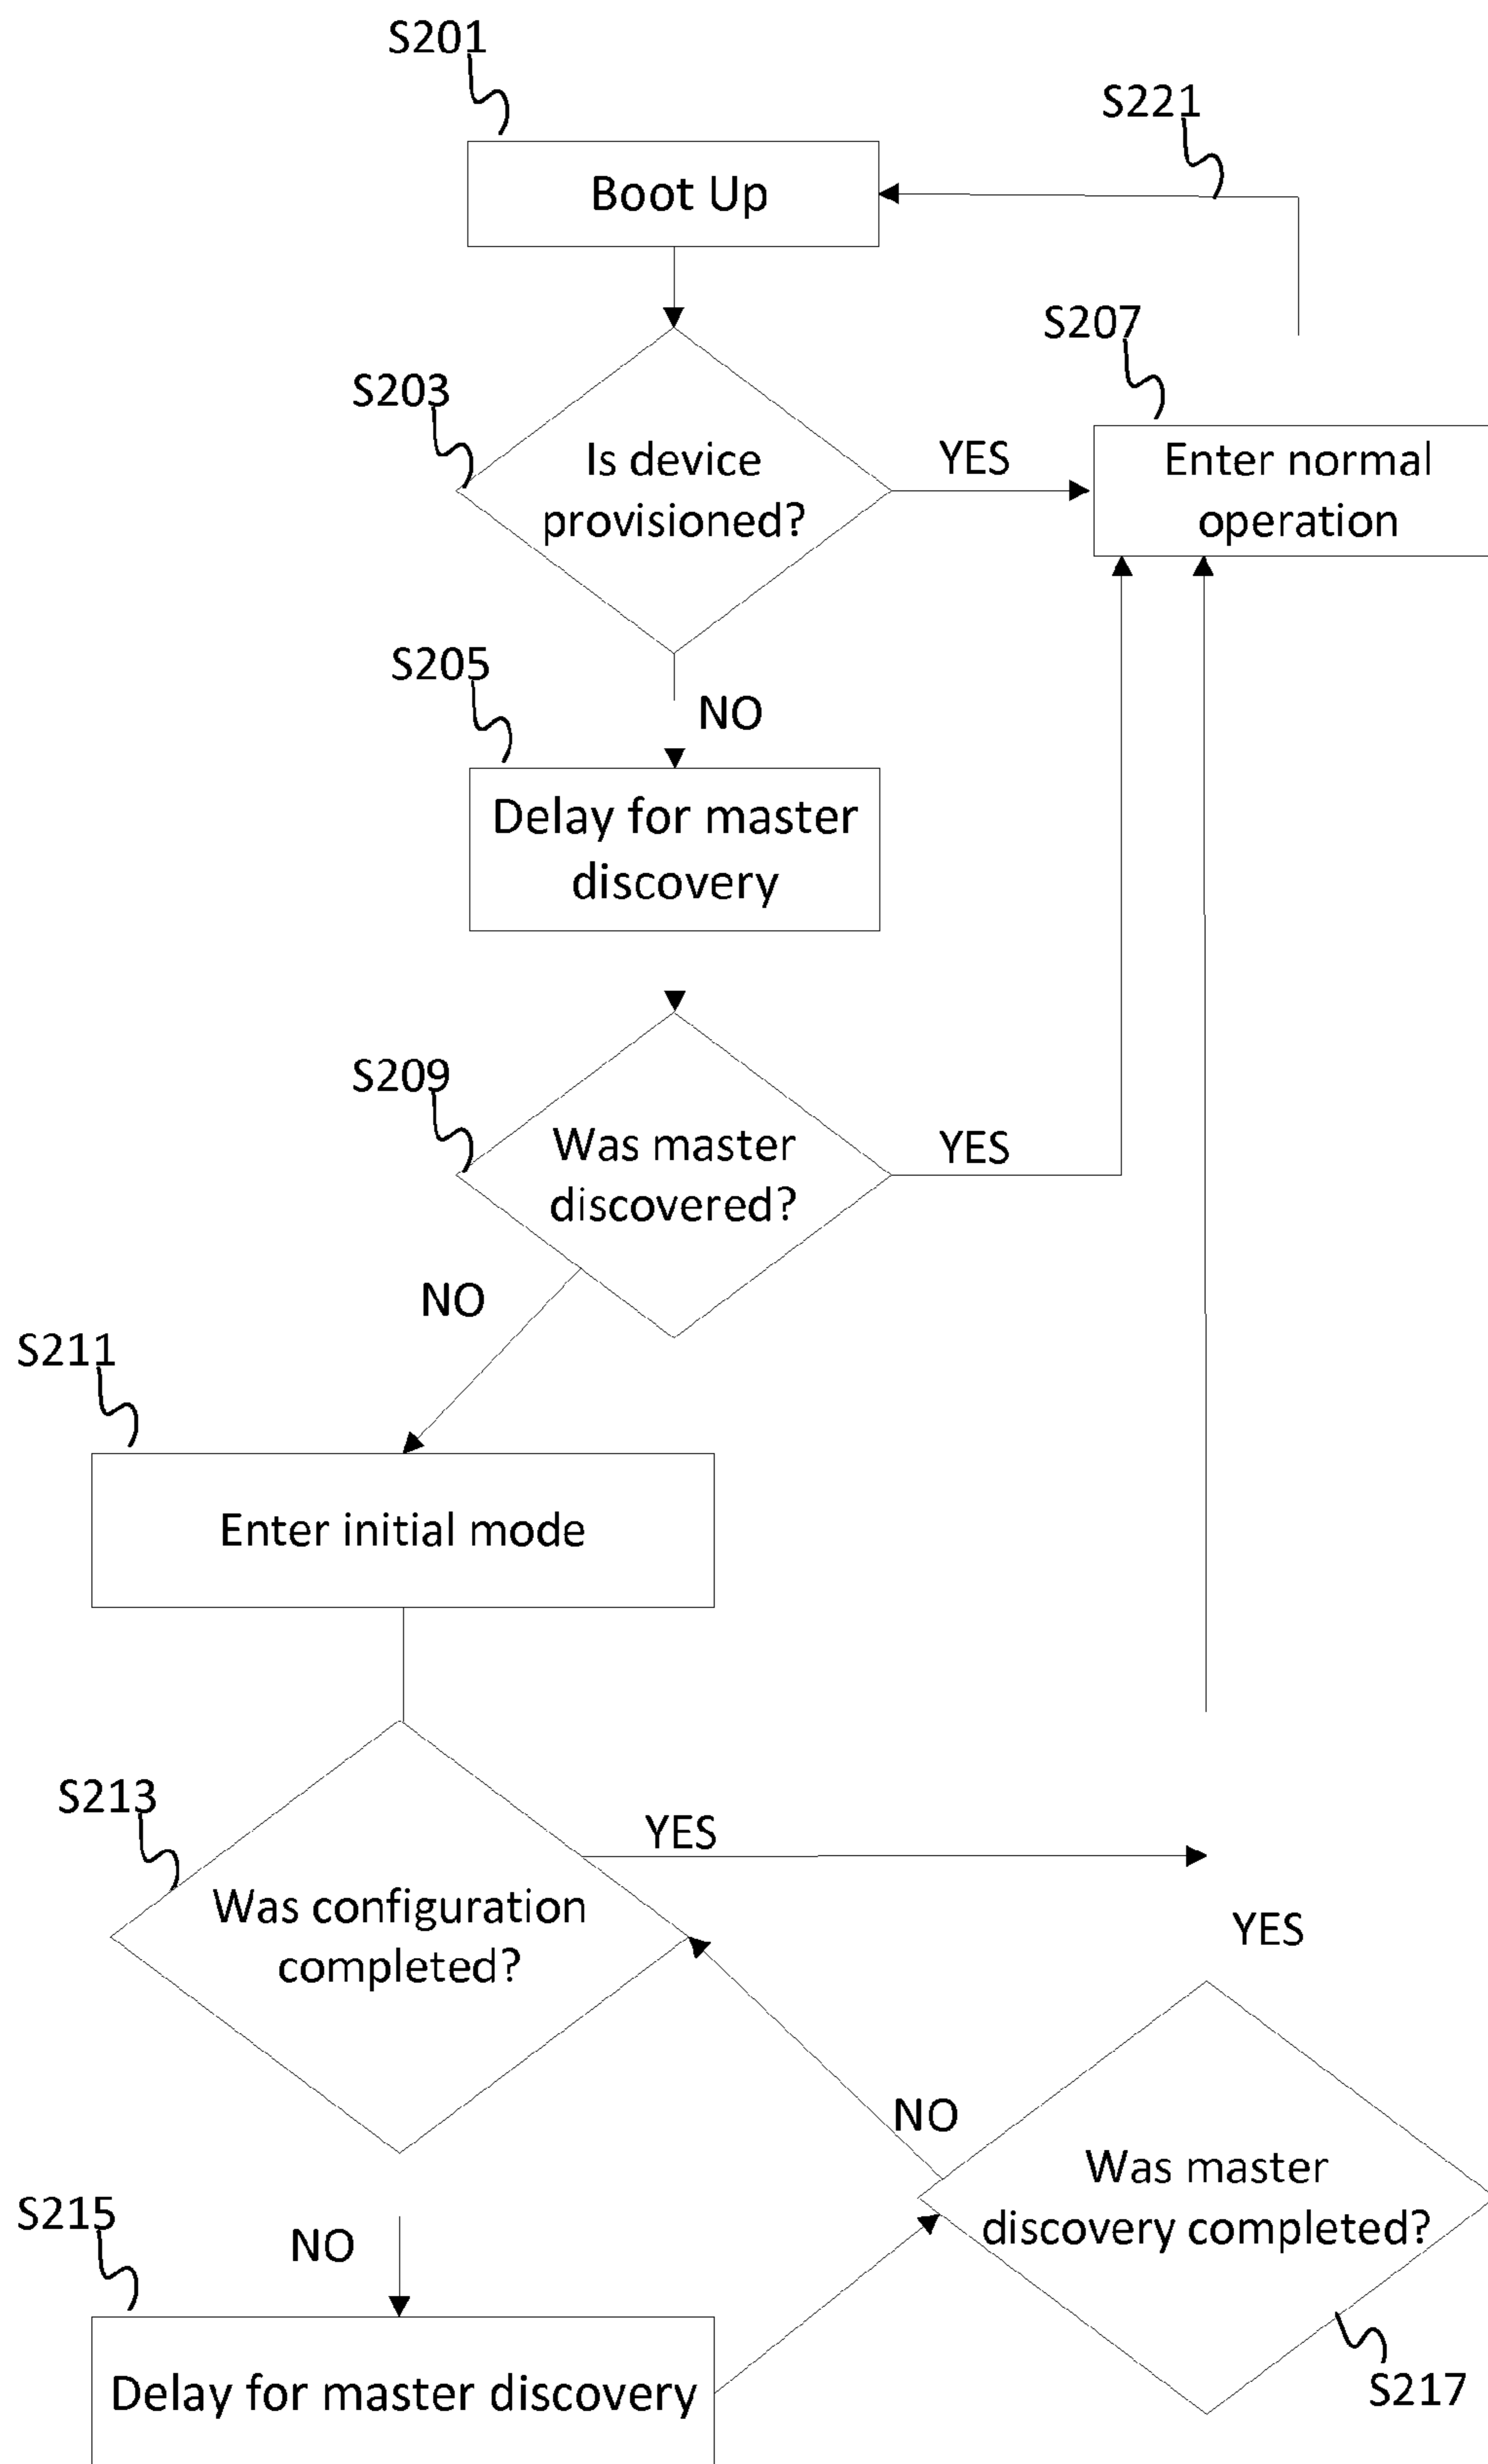 S201
S221
Boot Up
S207
S203
Is device
provisioned?
YES
Enter normal
operation
S205
NO
Delay for master
discovery
S209
Was master
discovered?
YES
NO
S211
Enter initial mode
S213
YES
Was configuration
completed?
YES
NO
Was master
discovery completed?
S215
NO
Delay for master discovery
S217